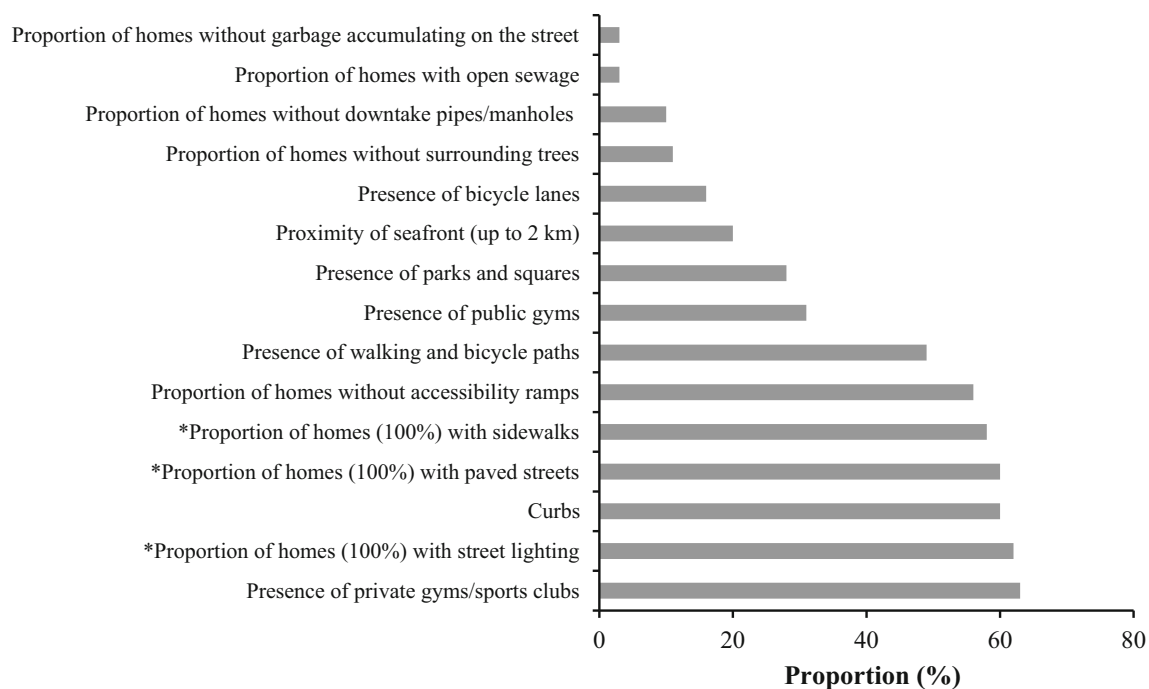 Proportion of homes without garbage accumulating on the street
Proportion of homes with open sewage
Proportion of homes without downtake pipes/manholes
Proportion of homes without surrounding trees
Presence of bicycle lanes
Proximity of seafront (up to 2 km)
Presence of parks and squares
Presence of public gyms
Presence of walking and bicycle paths
Proportion of homes without accessibility ramps
*Proportion of homes (100%) with sidewalks
*Proportion of homes (100%) with paved streets
Curbs
*Proportion of homes (100%) with street lighting
Presence of private gyms/sports clubs
0 20 40 60 80
Proportion (%)